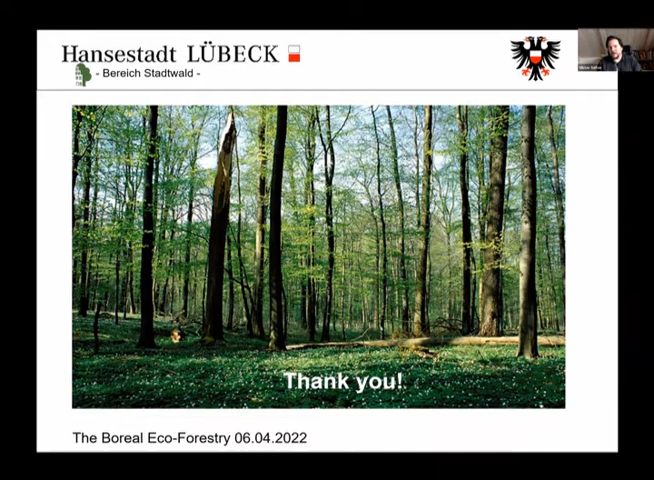 Hansestadt LÜBECK
- Bereich Stadtwald -
Thank you!
The Boreal Eco-Forestry 06.04.2022